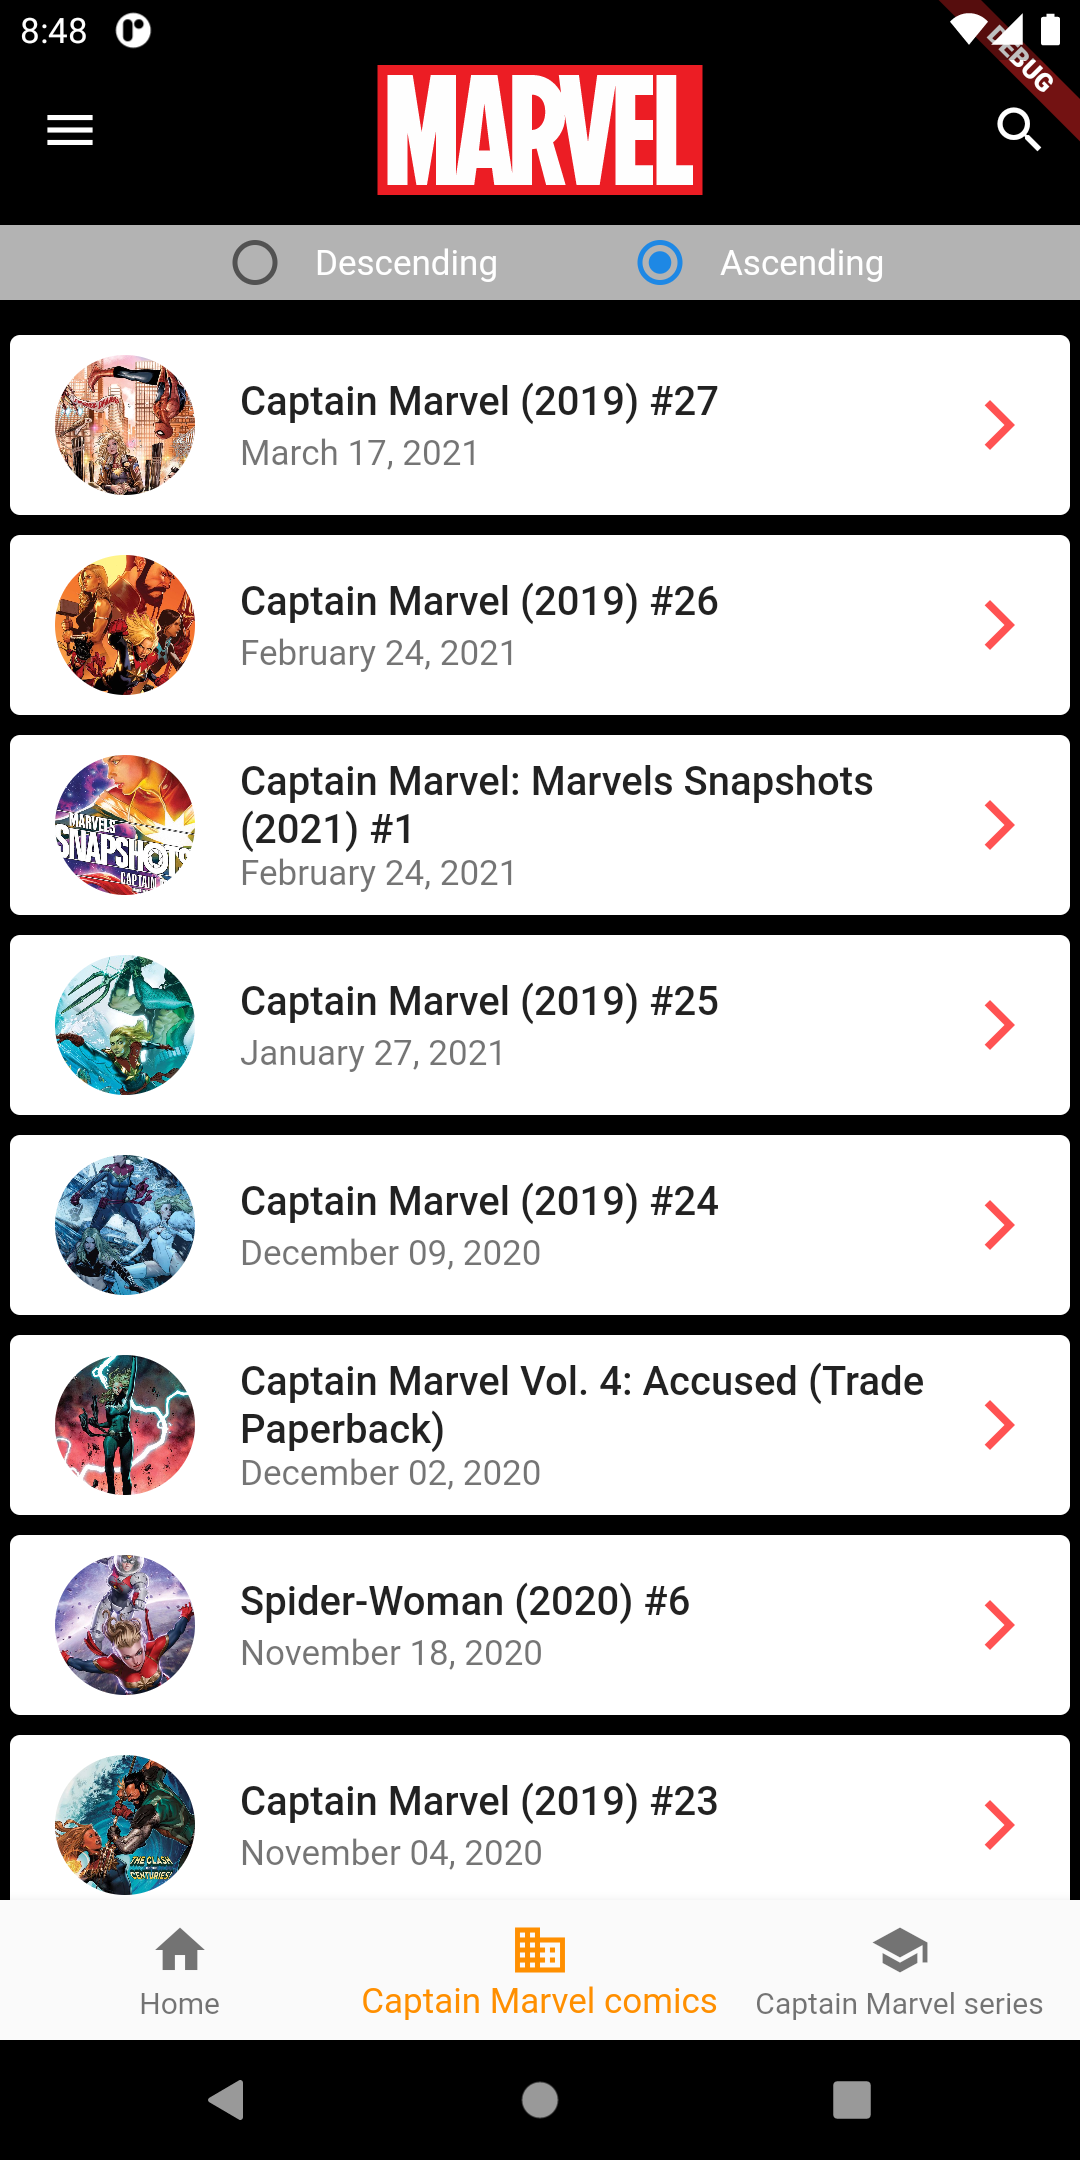 8:48
DEBUG
MARVEL
Descending
Ascending
Captain Marvel (2019) #27
March 17, 2021
Captain Marvel (2019) #26
February 24, 2021
MARVELS
SNAPSHOTS
Captain Marvel: Marvels Snapshots
(2021) #1
February 24, 2021
Captain Marvel (2019) #25
January 27, 2021
Captain Marvel (2019) #24
December 09, 2020
Captain Marvel Vol. 4: Accused (Trade
Paperback)
December 02, 2020
Spider-Woman (2020) #6
November 18, 2020
THE CLASH
CENTURIES!
Captain Marvel (2019) #23
November 04, 2020
Home
Captain Marvel comics
Captain Marvel series